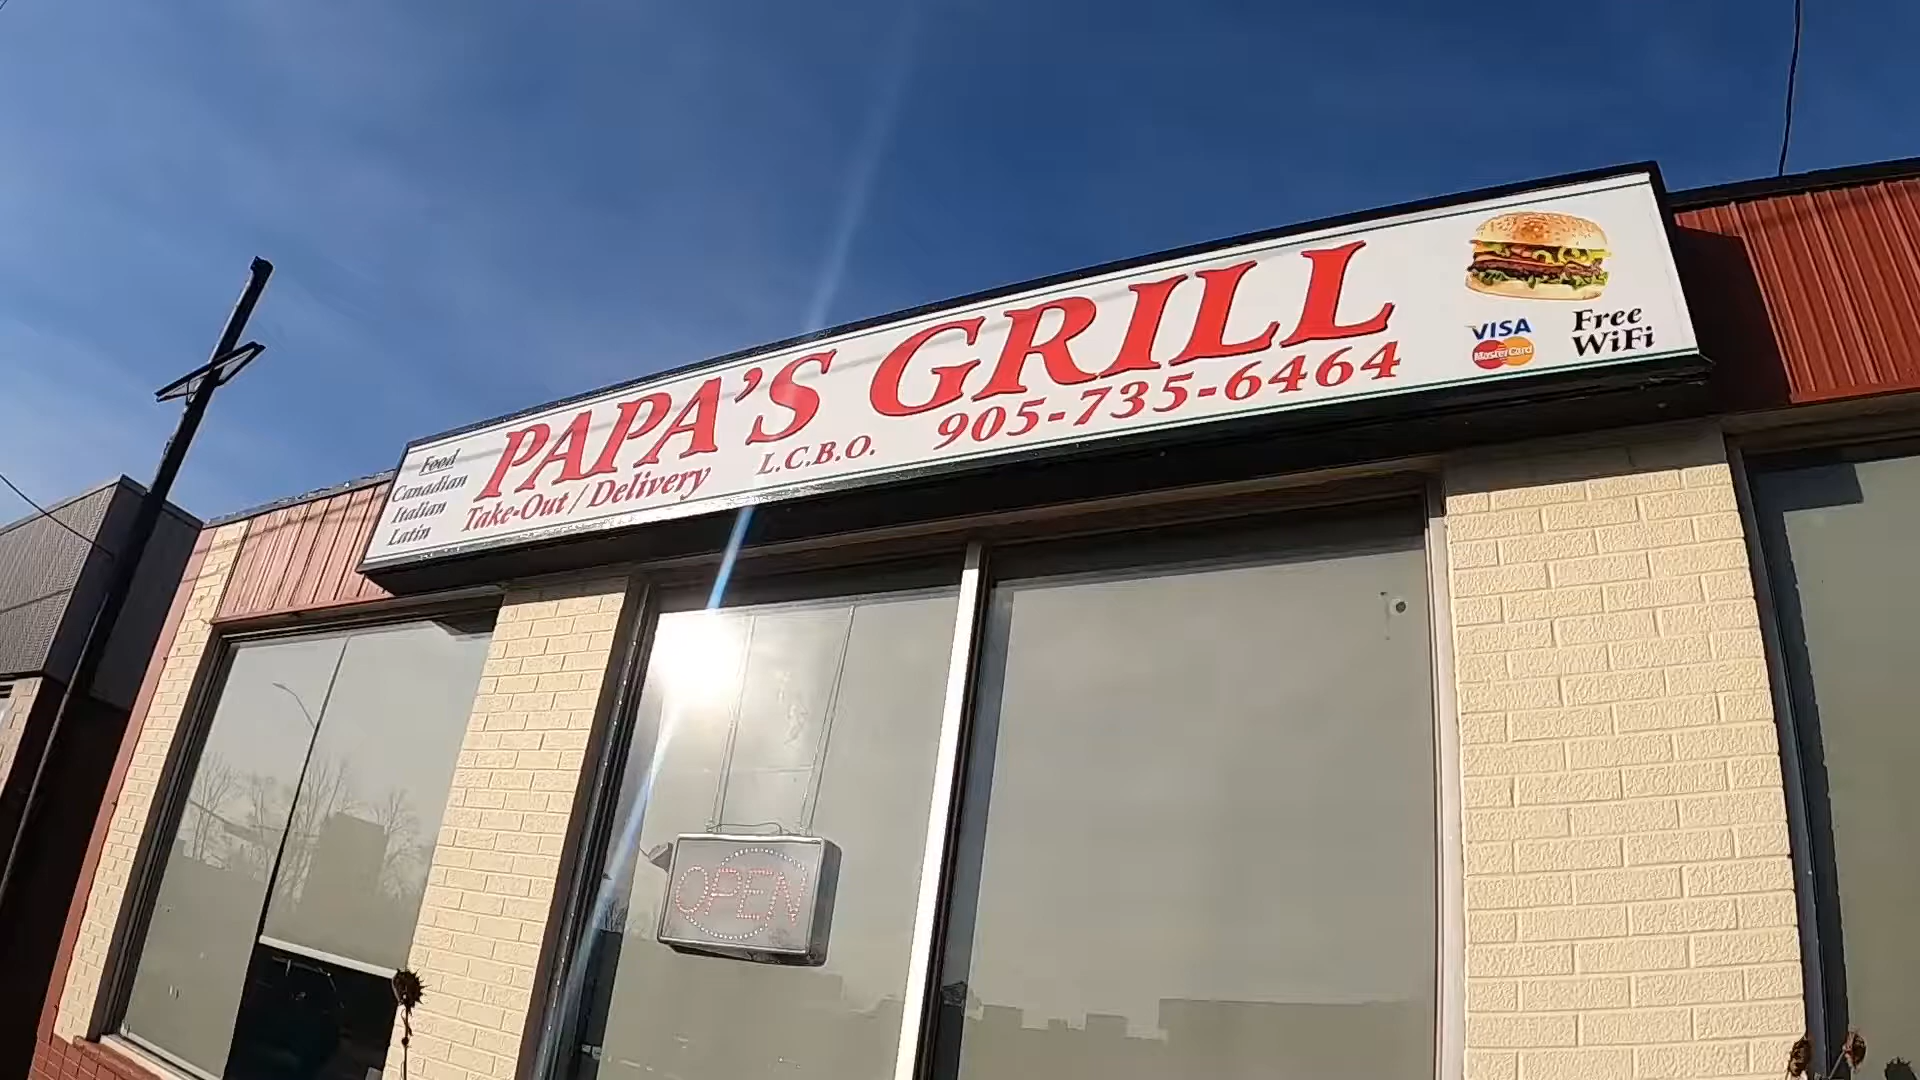 Food
Canadian
Italian
Latin
PAPA'S GRILL
Take-Out / Delivery L.C.B.O. 905-735-6464
VISA
MasterCard
Free
WiFi
OPEN